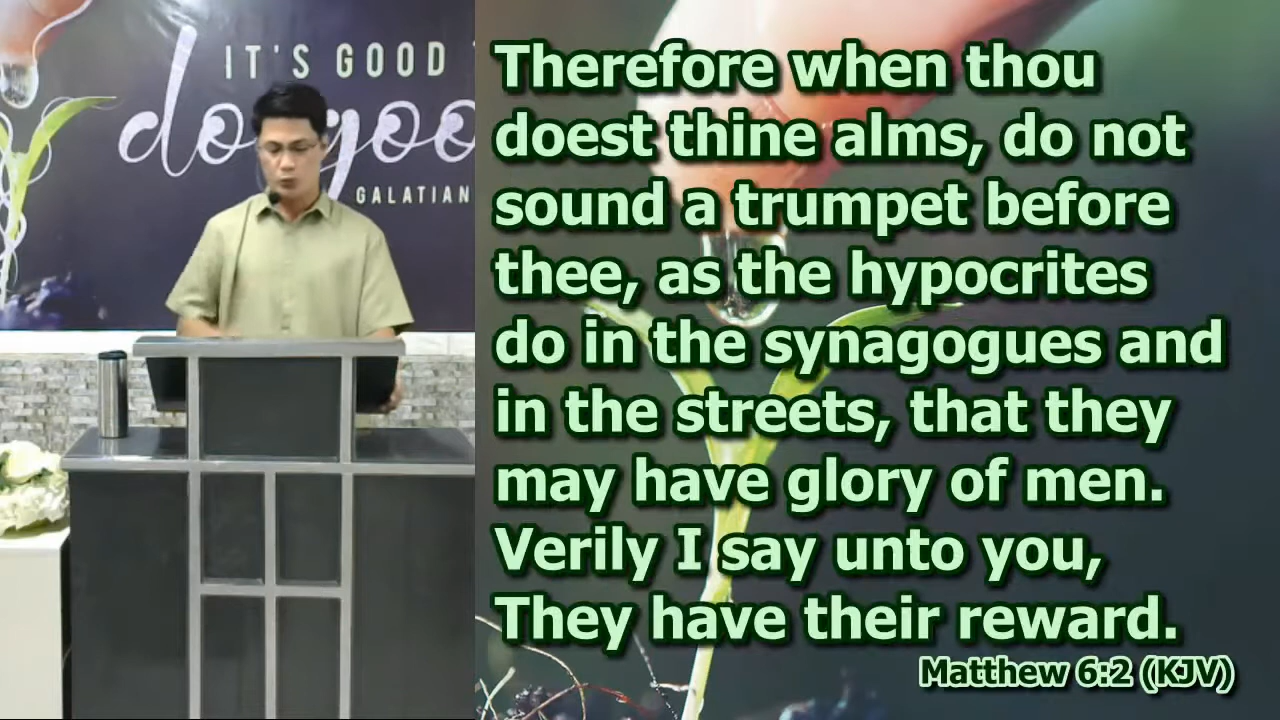 IT'S GOOD
do goo
GALATIAN
Therefore when thou
doest thine alms, do not
sound a trumpet before
thee, as the hypocrites
do in the synagogues and
in the streets, that they
may have glory of men.
Verily I say unto you,
They have their reward.
Matthew 6:2 (KJV)